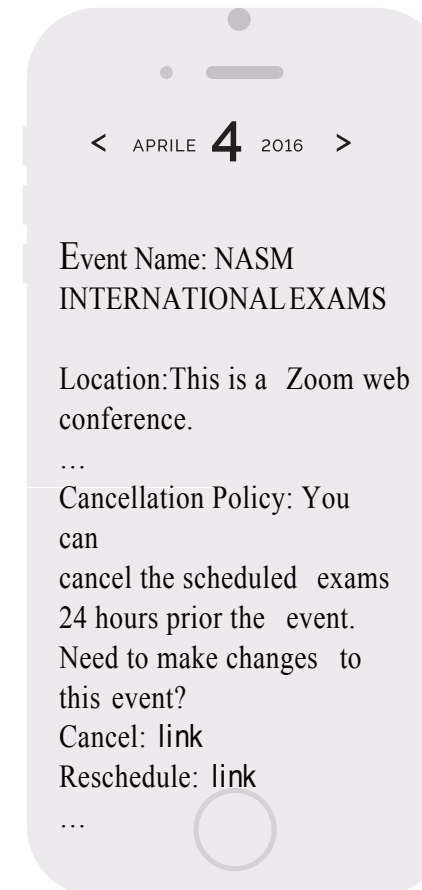 < APRILE 4 2016 >
Event Name: NASM
INTERNATIONAL EXAMS
Location:This is a Zoom web
conference.
…
Cancellation Policy: You
can
cancel the scheduled exams
24 hours prior the event.
Need to make changes to
this event?
Cancel: link
Reschedule: link
…